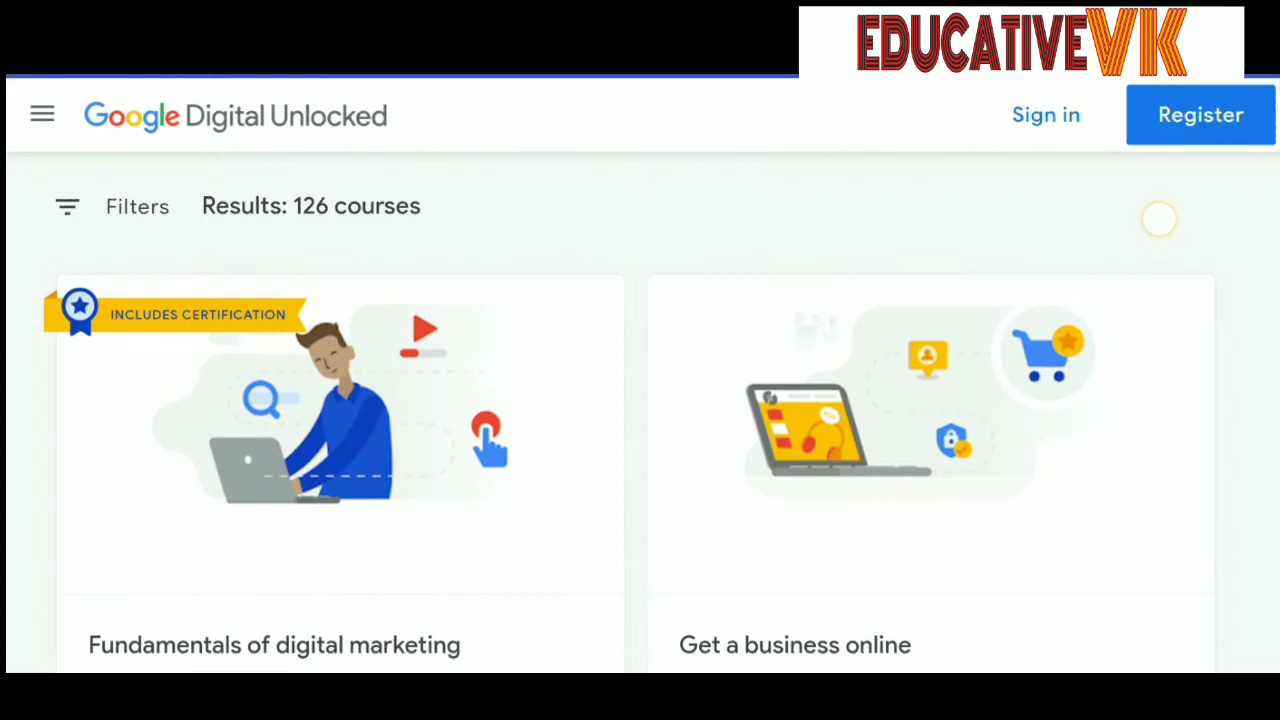 EDUCATIVEVK
Google Digital Unlocked
Sign in
Register
Filters
Results: 126 courses
INCLUDES CERTIFICATION
Fundamentals of digital marketing
Get a business online